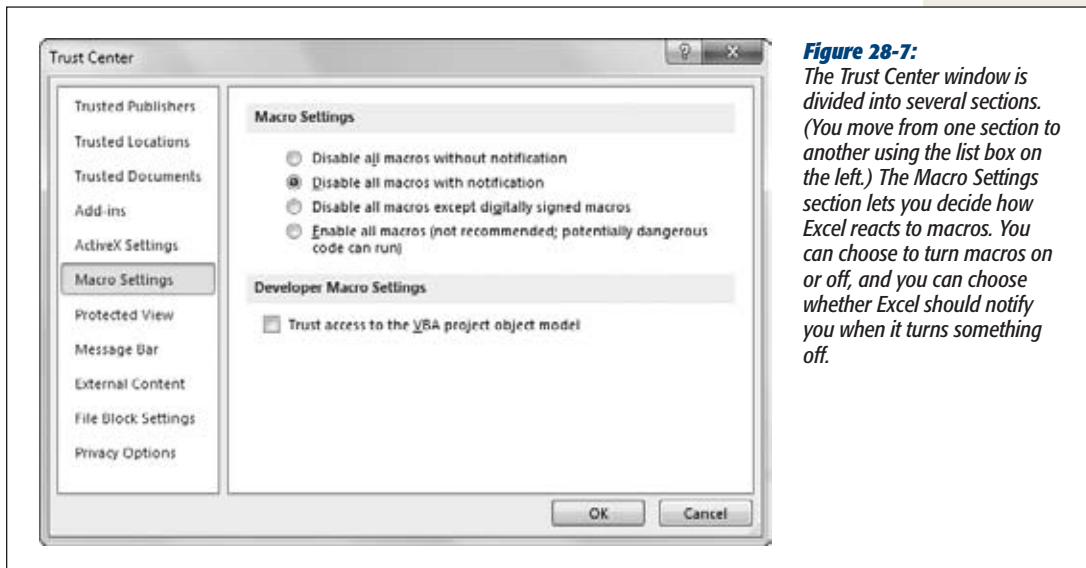 Trust Center
Trusted Publishers
Trusted Locations
Trusted Documents
Add-ins
ActiveX Settings
Macro Settings
Protected View
Message Bar
External Content
File Block Settings
Privacy Options
Macro Settings
Disable all macros without notification
Disable all macros with notification
Disable all macros except digitally signed macros
Enable all macros (not recommended; potentially dangerous
code can run)
Developer Macro Settings
Trust access to the VBA project object model
OK
Cancel
Figure 28-7:
The Trust Center window is
divided into several sections.
(You move from one section to
another using the list box on
the left.) The Macro Settings
section lets you decide how
Excel reacts to macros. You
can choose to turn macros on
or off, and you can choose
whether Excel should notify
you when it turns something
off.